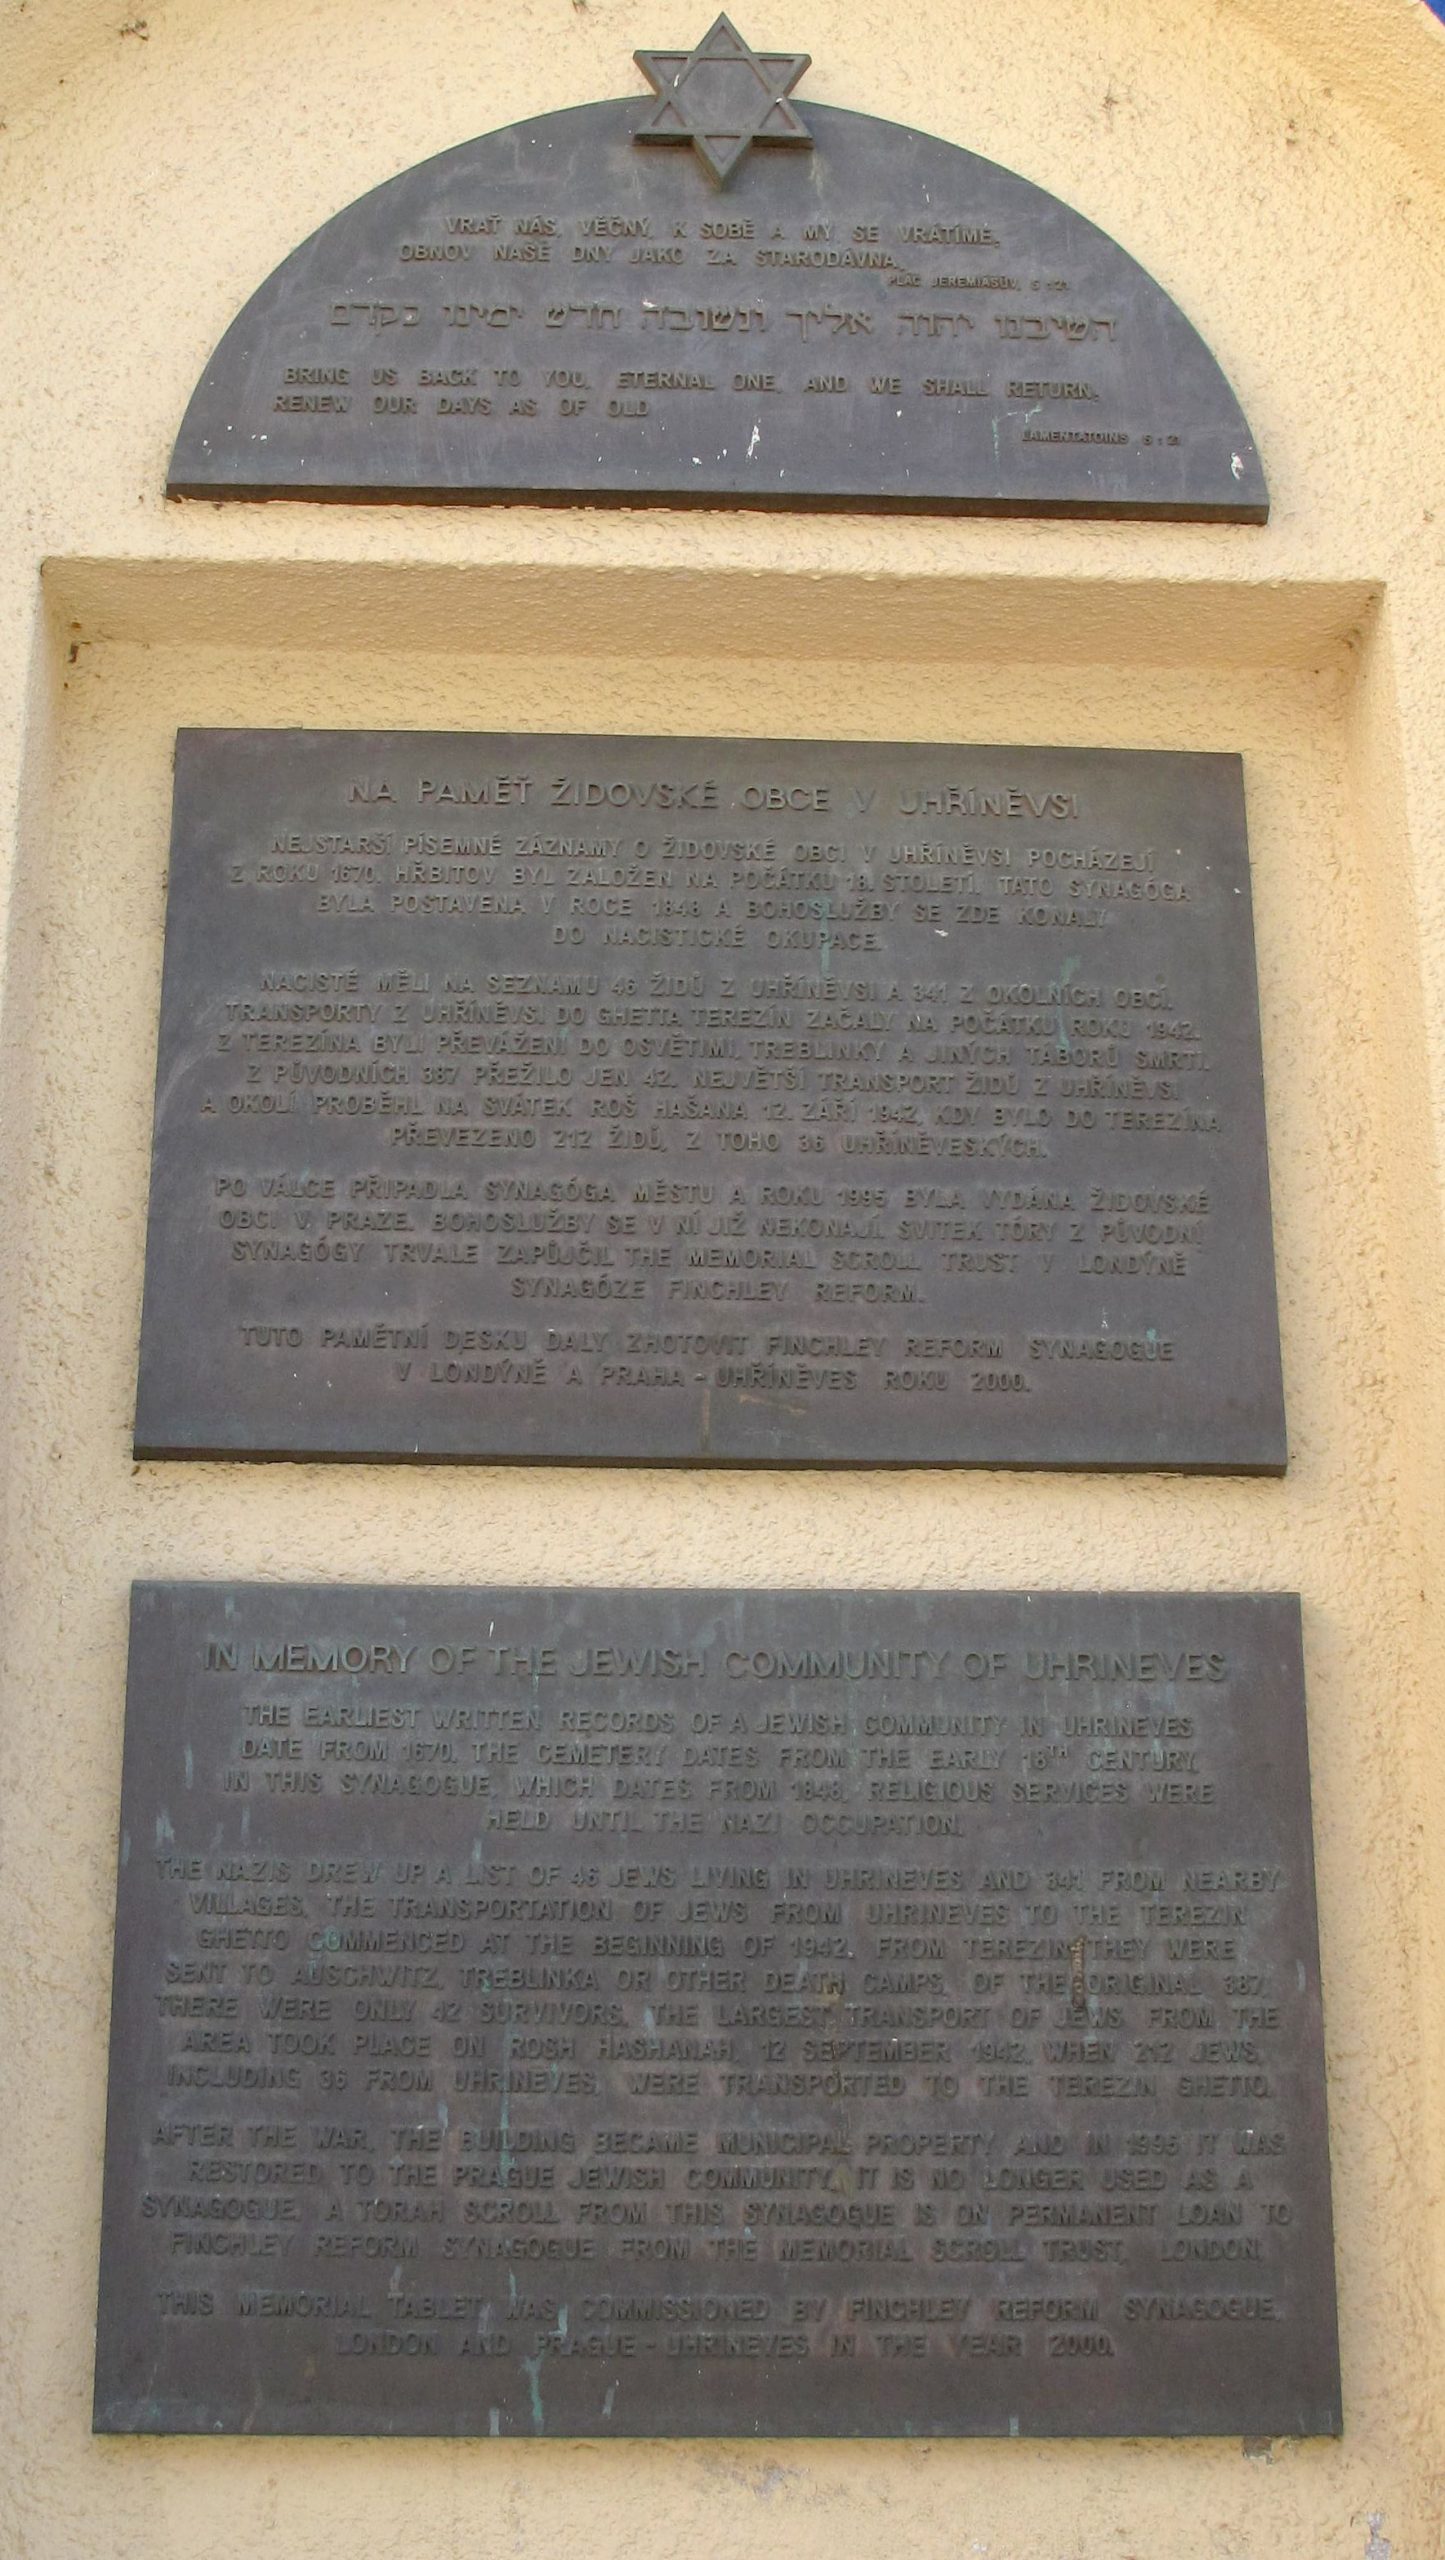 VRAŤ NÁS, VĚČNÝ, K SOBĚ A MY SE VRÁTÍME,
OBNOV NAŠE DNY JAKO ZA STARODÁVNA.
PLÁČ JEREMIÁŠŮV, 5 :21
השיבנו יהוה אליך ונשובה חדש ימינו כקדם
BRING US BACK TO YOU, ETERNAL ONE, AND WE SHALL RETURN,
RENEW OUR DAYS AS OF OLD
LAMENTATOINS 5 : 21
NA PAMĚŤ ŽIDOVSKÉ OBCE V UHŘÍNĚVSI
NEJSTARŠÍ PÍSEMNÉ ZÁZNAMY O ŽIDOVSKÉ OBCI V UHŘÍNĚVSI POCHÁZEJÍ
Z ROKU 1670. HŘBITOV BYL ZALOŽEN NA POČÁTKU 18. STOLETÍ. TATO SYNAGÓGA
BYLA POSTAVENA V ROCE 1848 A BOHOSLUŽBY SE ZDE KONALY
DO NACISTICKÉ OKUPACE.
NACISTÉ MĚLI NA SEZNAMU 46 ŽIDŮ Z UHŘÍNĚVSI A 341 Z OKOLNÍCH OBCÍ.
TRANSPORTY Z UHŘÍNĚVSI DO GHETTA TEREZÍN ZAČALY NA POČÁTKU ROKU 1942.
Z TEREZÍNA BYLI PŘEVÁŽENI DO OSVĚTIMI, TREBLINKY A JINÝCH TÁBORŮ SMRTI.
Z PŮVODNÍCH 387 PŘEŽILO JEN 42. NEJVĚTŠÍ TRANSPORT ŽIDŮ Z UHŘÍNĚVSI
A OKOLÍ PROBĚHL NA SVÁTEK ROŠ HAŠANA 12. ZÁŘÍ 1942, KDY BYLO DO TEREZÍNA
PŘEVEZENO 212 ŽIDŮ, Z TOHO 36 UHŘÍNĚVESKÝCH.
PO VÁLCE PŘIPADLA SYNAGÓGA MĚSTU A ROKU 1995 BYLA VYDÁNA ŽIDOVSKÉ
OBCI V PRAZE. BOHOSLUŽBY SE V NÍ JIŽ NEKONAJÍ. SVITEK TÓRY Z PŮVODNÍ
SYNAGÓGY TRVALE ZAPŮJČIL THE MEMORIAL SCROLL TRUST V LONDÝNĚ
SYNAGÓZE FINCHLEY REFORM.
TUTO PAMĚTNÍ DESKU DALY ZHOTOVIT FINCHLEY REFORM SYNAGOGUE
V LONDÝNĚ A PRAHA - UHŘÍNĚVES ROKU 2000.
IN MEMORY OF THE JEWISH COMMUNITY OF UHRINEVES
THE EARLIEST WRITTEN RECORDS OF A JEWISH COMMUNITY IN UHRINEVES
DATE FROM 1670. THE CEMETERY DATES FROM THE EARLY 18TH CENTURY.
IN THIS SYNAGOGUE, WHICH DATES FROM 1848, RELIGIOUS SERVICES WERE
HELD UNTIL THE NAZI OCCUPATION.
THE NAZIS DREW UP A LIST OF 46 JEWS LIVING IN UHRINEVES AND 341 FROM NEARBY
VILLAGES. THE TRANSPORTATION OF JEWS FROM UHRINEVES TO THE TEREZIN
GHETTO COMMENCED AT THE BEGINNING OF 1942. FROM TEREZIN THEY WERE
SENT TO AUSCHWITZ, TREBLINKA OR OTHER DEATH CAMPS. OF THE ORIGINAL 387,
THERE WERE ONLY 42 SURVIVORS. THE LARGEST TRANSPORT OF JEWS FROM THE
AREA TOOK PLACE ON ROSH HASHANAH, 12 SEPTEMBER 1942, WHEN 212 JEWS,
INCLUDING 36 FROM UHRINEVES, WERE TRANSPORTED TO THE TEREZIN GHETTO.
AFTER THE WAR, THE BUILDING BECAME MUNICIPAL PROPERTY AND IN 1995 IT WAS
RESTORED TO THE PRAGUE JEWISH COMMUNITY. IT IS NO LONGER USED AS A
SYNAGOGUE. A TORAH SCROLL FROM THIS SYNAGOGUE IS ON PERMANENT LOAN TO
FINCHLEY REFORM SYNAGOGUE FROM THE MEMORIAL SCROLL TRUST, LONDON.
THIS MEMORIAL TABLET WAS COMMISSIONED BY FINCHLEY REFORM SYNAGOGUE,
LONDON AND PRAGUE - UHRINEVES IN THE YEAR 2000.